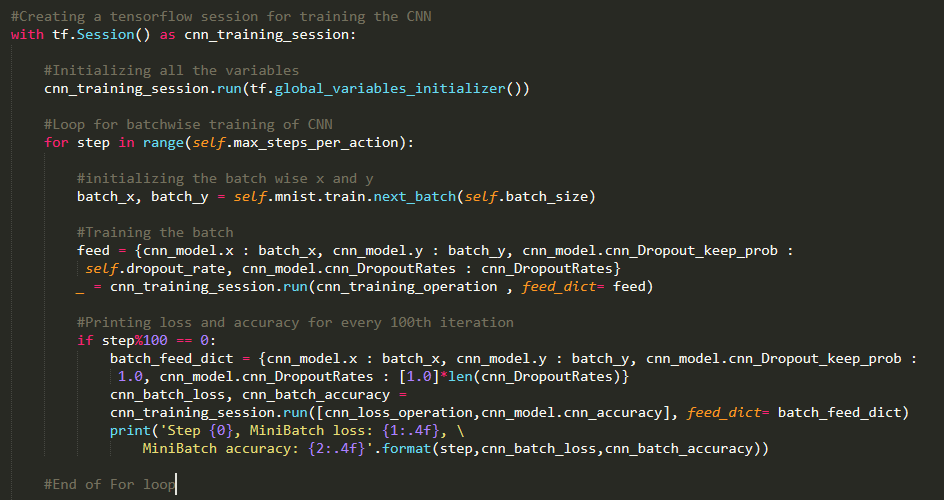 #Creating a tensorflow session for training the CNN
with tf.Session() as cnn_training_session:
#Initializing all the variables
cnn_training_session.run(tf.global_variables_initializer())
#Loop for batchwise training of CNN
for step in range(self.max_steps_per_action):
#initializing the batch wise x and y
batch_x, batch_y = self.mnist.train.next_batch(self.batch_size)
#Training the batch
feed = {cnn_model.x : batch_x, cnn_model.y : batch_y, cnn_model.cnn_Dropout_keep_prob :
self.dropout_rate, cnn_model.cnn_DropoutRates : cnn_DropoutRates}
_ = cnn_training_session.run(cnn_training_operation , feed_dict= feed)
#Printing loss and accuracy for every 100th iteration
if step%100 == 0:
batch_feed_dict = {cnn_model.x : batch_x, cnn_model.y : batch_y, cnn_model.cnn_Dropout_keep_prob :
1.0, cnn_model.cnn_DropoutRates : [1.0]*len(cnn_DropoutRates)}
cnn_batch_loss, cnn_batch_accuracy =
cnn_training_session.run([cnn_loss_operation,cnn_model.cnn_accuracy], feed_dict= batch_feed_dict)
print('Step {0}, MiniBatch loss: {1:.4f}, \
MiniBatch accuracy: {2:.4f}'.format(step,cnn_batch_loss,cnn_batch_accuracy))
#End of For loop